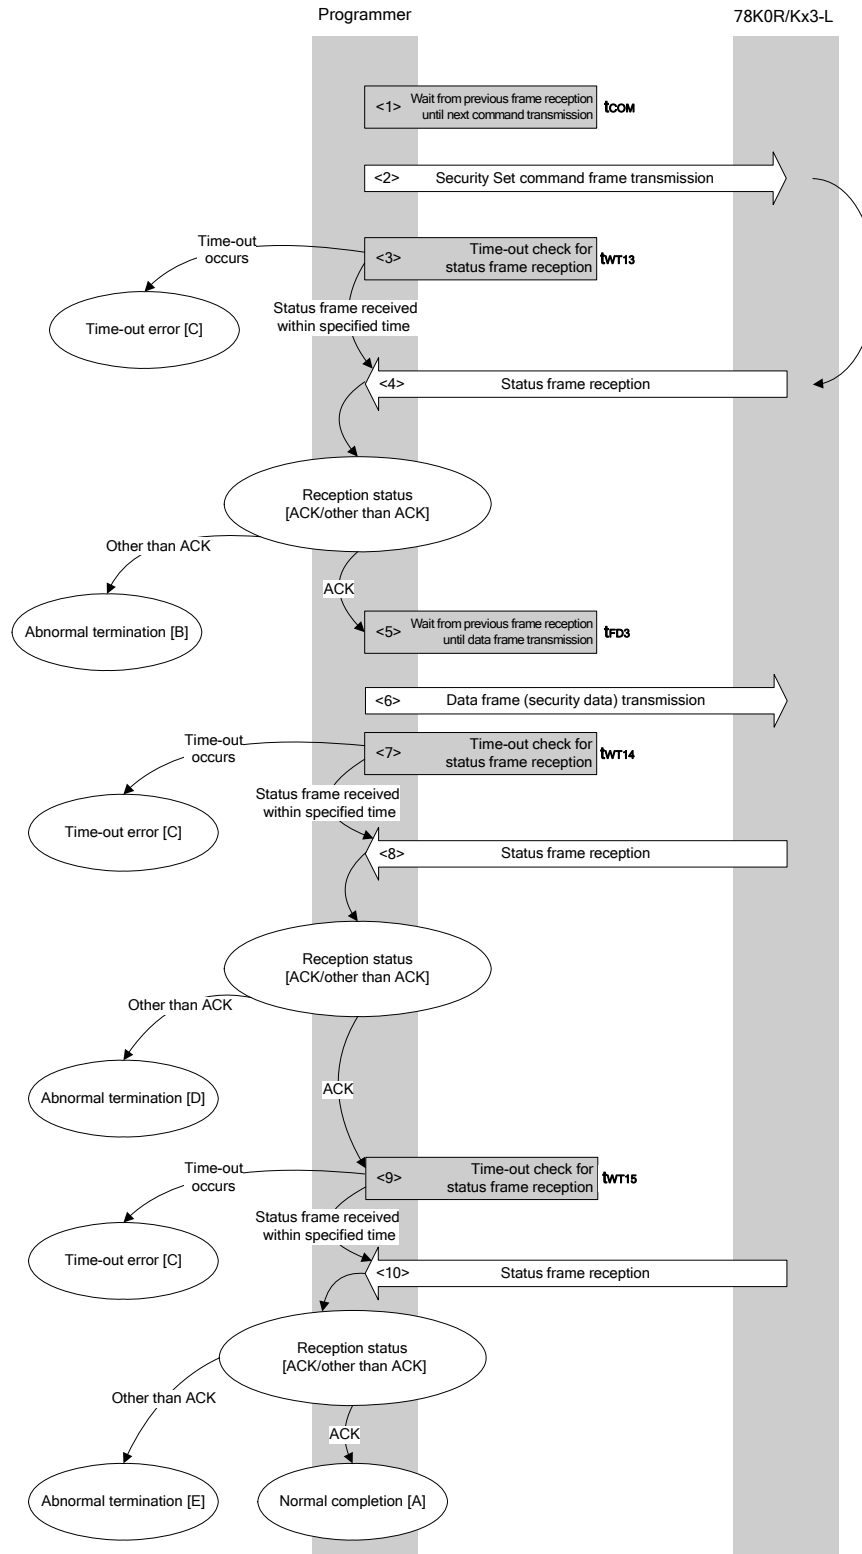 Programmer
78K0R/Kx3-L
<1>
Wait from previous frame reception
until next command transmission
tCOM
<2>
Security Set command frame transmission
Time-out
occurs
<3>
Time-out check for
status frame reception
tWT13
Status frame received
within specified time
Time-out error [C]
<4>
Status frame reception
Reception status
[ACK/other than ACK]
Other than ACK
ACK
Abnormal termination [B]
<5>
Wait from previous frame reception
until data frame transmission
tFD3
<6>
Data frame (security data) transmission
Time-out
occurs
<7>
Time-out check for
status frame reception
tWT14
Status frame received
within specified time
Time-out error [C]
<8>
Status frame reception
Reception status
[ACK/other than ACK]
Other than ACK
ACK
Abnormal termination [D]
Time-out
occurs
<9>
Time-out check for
status frame reception
tWT15
Status frame received
within specified time
Time-out error [C]
<10>
Status frame reception
Reception status
[ACK/other than ACK]
Other than ACK
ACK
Abnormal termination [E]
Normal completion [A]